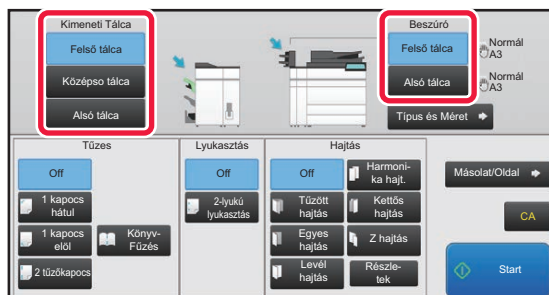 Kimeneti Tálca
Felső tálca
Középso tálca
Alsó tálca
Beszúró
Felső tálca
Normál
A3
Alsó tálca
Normál
A3
Típus és Méret
Tűzes
Off
1 kapocs
hátul
1 kapocs
elöl
Könyv-
Fűzés
2 tűzőkapocs
Lyukasztás
Off
2-lyukú
lyukasztás
Hajtás
Off
Harmoni-
ka hajt.
Tűzött
hajtás
Kettős
hajtás
Egyes
hajtás
Z hajtás
Levél
hajtás
Részle-
tek
Másolat/Oldal
CA
Start